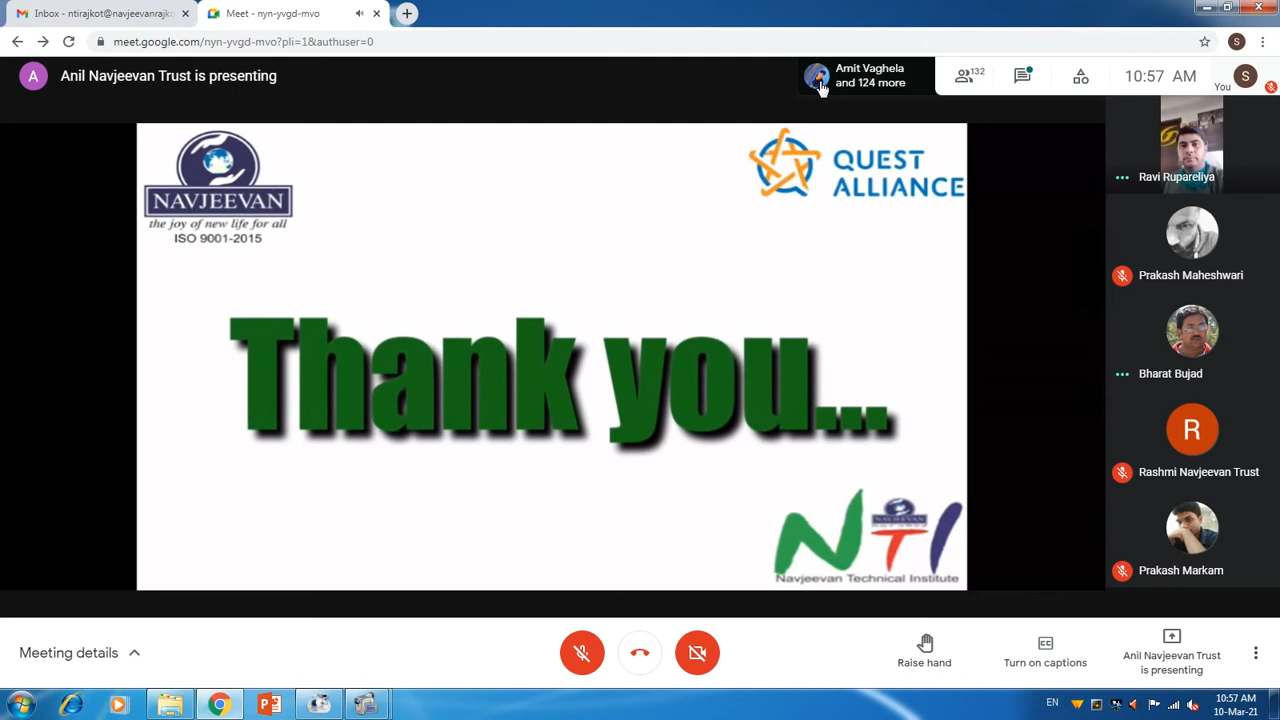 Inbox - ntirajkot@navjeevanrajko
Meet - nyn-yvgd-mvo
meet.google.com/nyn-yvgd-mvo?pli=1&authuser=0
A
Anil Navjeevan Trust is presenting
Amit Vaghela
and 124 more
132
10:57 AM
You
S
S
NAVJEEVAN
the joy of new life for all
ISO 9001-2015
QUEST
ALLIANCE
Thank you...
NTI
NAVJEEVAN
Navjeevan Technical Institute
Ravi Rupareliya
Prakash Maheshwari
Bharat Bujad
R
Rashmi Navjeevan Trust
Prakash Markam
Meeting details
Raise hand
CC
Turn on captions
Anil Navjeevan Trust
is presenting
EN
10:57 AM
10-Mar-21